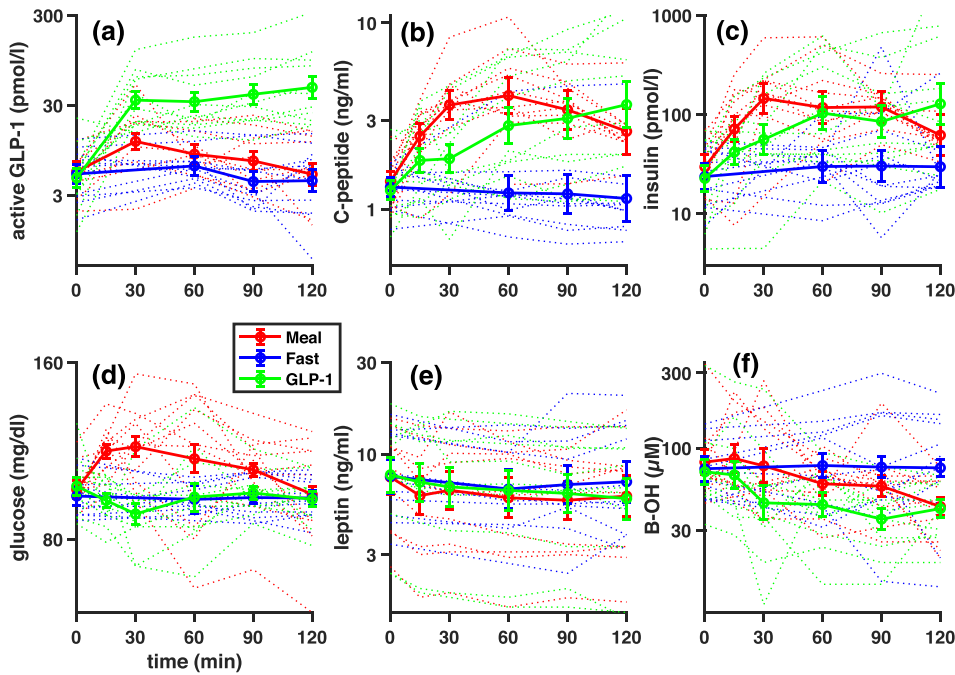 (a)
active GLP-1 (pmol/l)
300
30
3
0 30 60 90 120
(b)
C-peptide (ng/ml)
10
3
1
0 30 60 90 120
(c)
insulin (pmol/l)
1000
100
10
0 30 60 90 120
Meal
Fast
GLP-1
(d)
glucose (mg/dl)
160
80
0 30 60 90 120
time (min)
(e)
leptin (ng/ml)
30
10
3
0 30 60 90 120
(f)
B-OH (μM)
300
100
30
0 30 60 90 120